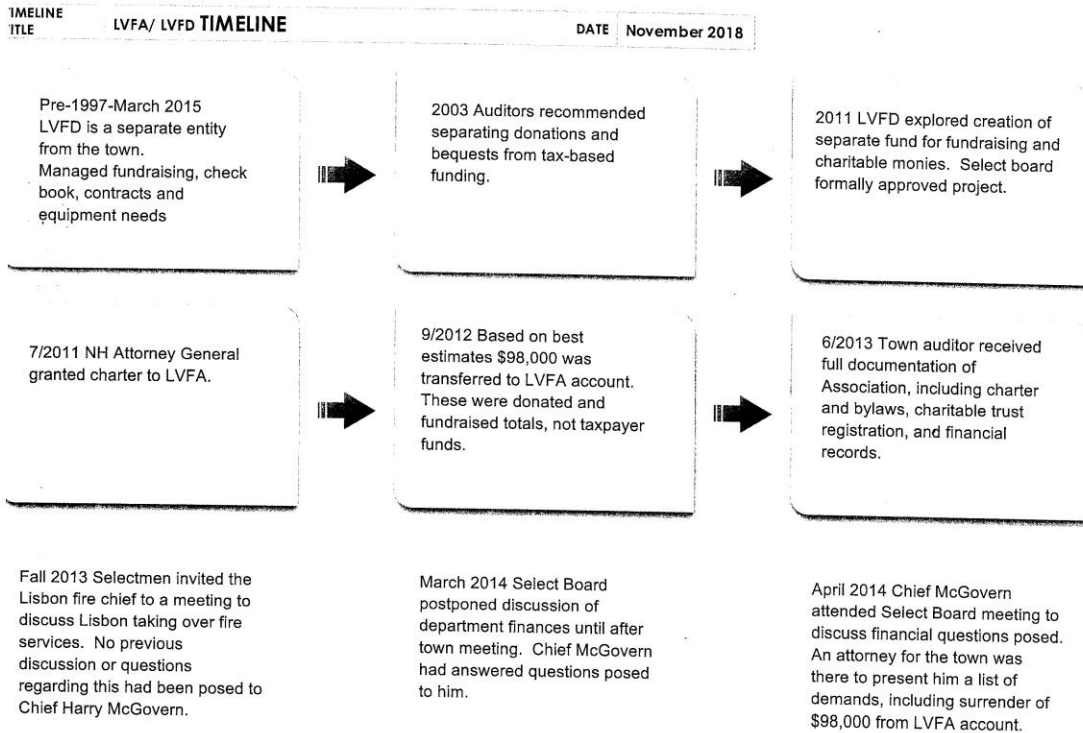 IMELINE
ITLE
LVFA/ LVFD TIMELINE
DATE
November 2018
Pre-1997-March 2015
LVFD is a separate entity
from the town.
Managed fundraising, check
book, contracts and
equipment needs
2003 Auditors recommended
separating donations and
bequests from tax-based
funding.
2011 LVFD explored creation of
separate fund for fundraising and
charitable monies. Select board
formally approved project.
7/2011 NH Attorney General
granted charter to LVFA.
9/2012 Based on best
estimates $98,000 was
transferred to LVFA account.
These were donated and
fundraised totals, not taxpayer
funds.
6/2013 Town auditor received
full documentation of
Association, including charter
and bylaws, charitable trust
registration, and financial
records.
Fall 2013 Selectmen invited the
Lisbon fire chief to a meeting to
discuss Lisbon taking over fire
services. No previous
discussion or questions
regarding this had been posed to
Chief Harry McGovern.
March 2014 Select Board
postponed discussion of
department finances until after
town meeting. Chief McGovern
had answered questions posed
to him.
April 2014 Chief McGovern
attended Select Board meeting to
discuss financial questions posed.
An attorney for the town was
there to present him a list of
demands, including surrender of
$98,000 from LVFA account.